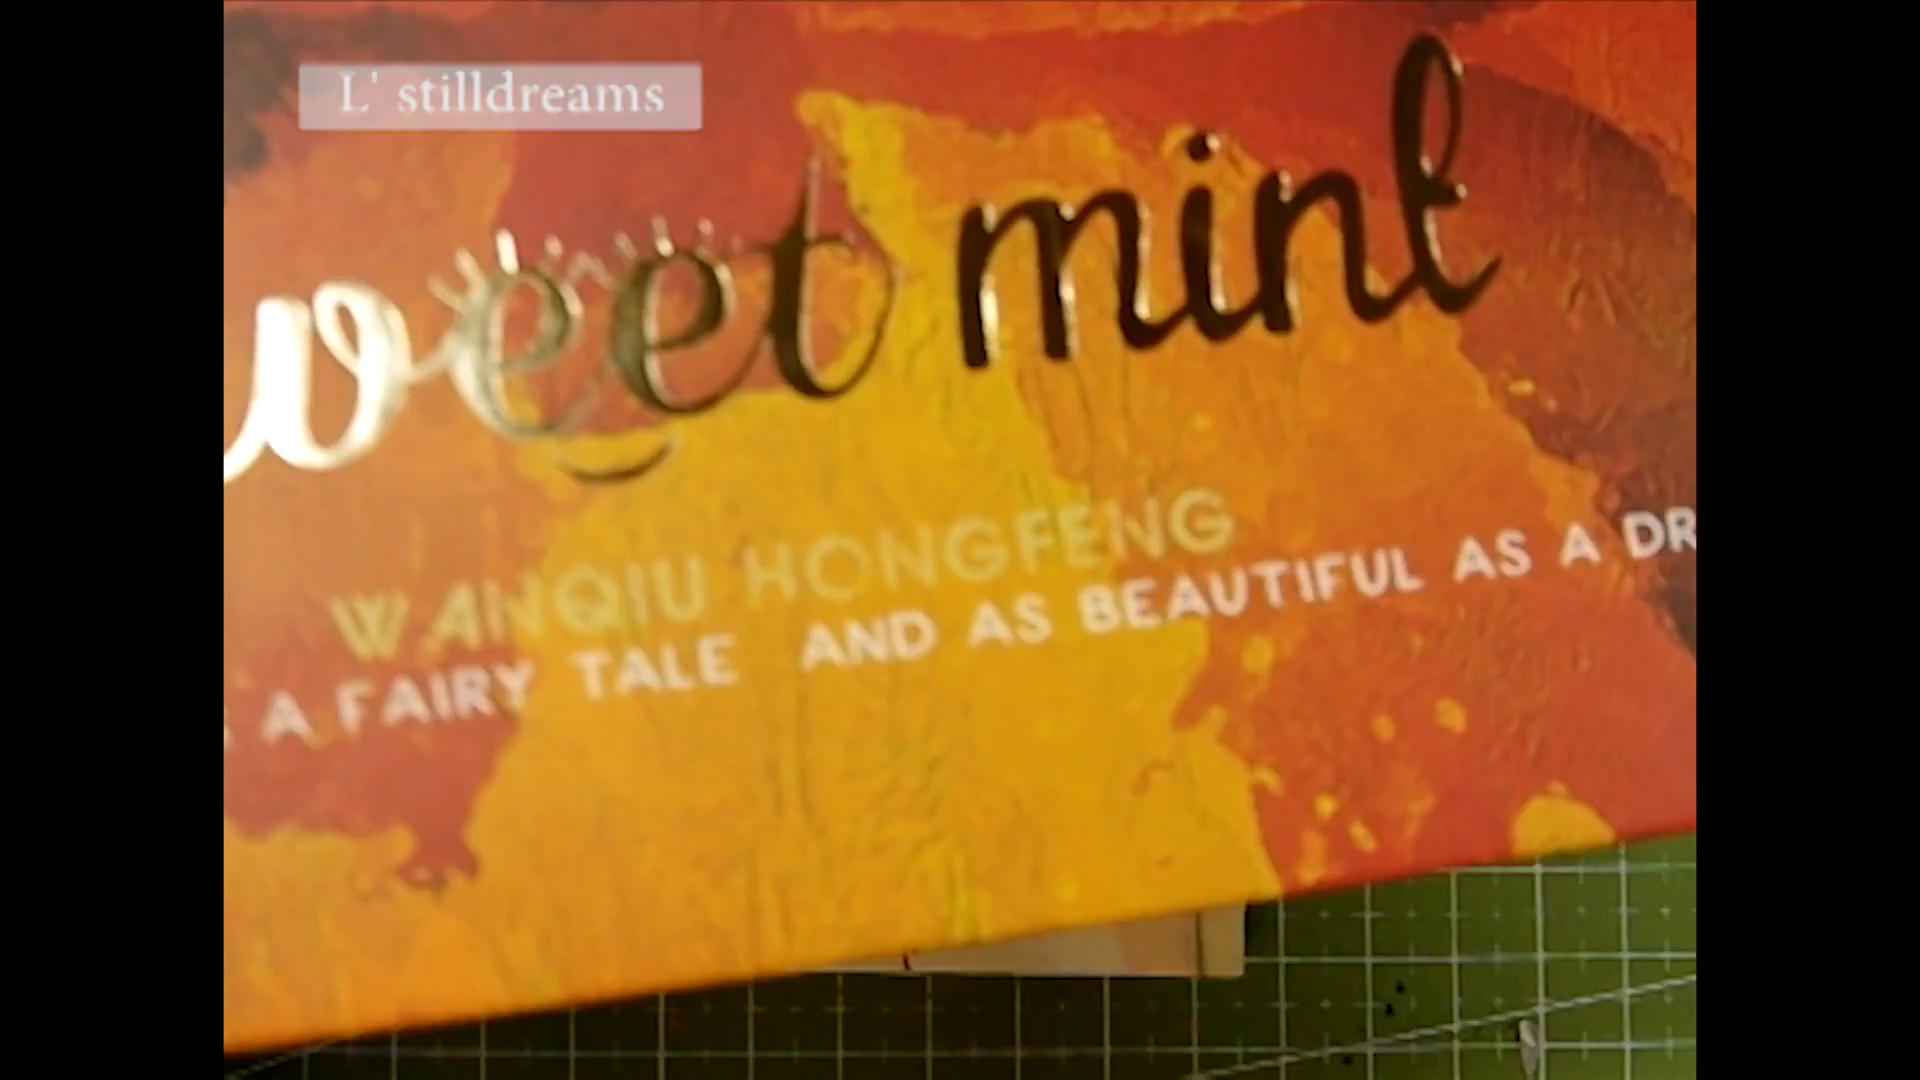 L' stilldreams
weet mint
WANQIU HONGFENG
A FAIRY TALE AND AS BEAUTIFUL AS A DR